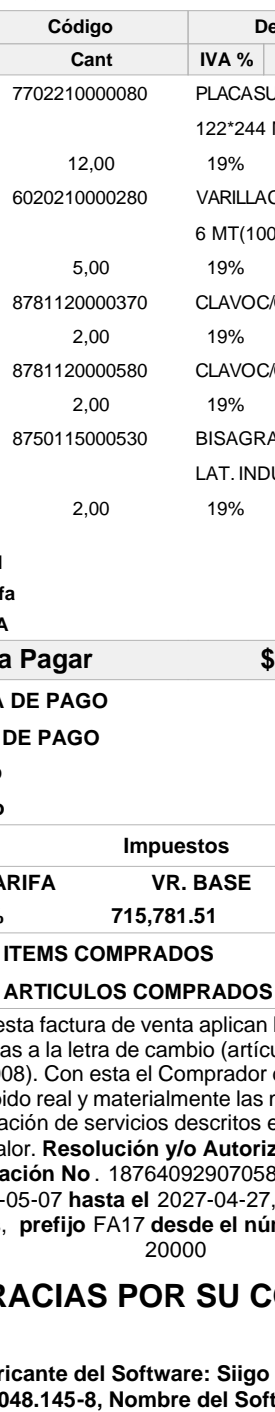 Código De
Cant IVA %
7702210000080 PLACASU
122*244
12,00 19%
6020210000280 VARILLAC
6 MT(100
5,00 19%
8781120000370 CLAVOC/
2,00 19%
8781120000580 CLAVOC/
2,00 19%
8750115000530 BISAGRA
LAT. INDU
2,00 19%
fa
A
a Pagar $
A DE PAGO
DE PAGO
o
Impuestos
ARIFA VR. BASE
% 715,781.51
ITEMS COMPRADOS
ARTICULOS COMPRADOS
esta factura de venta aplican
as a la letra de cambio (artícu
008). Con esta el Comprador
bido real y materialmente las
ación de servicios descritos e
alor. Resolución y/o Autoriz
ación No . 18764092907058
-05-07 hasta el 2027-04-27,
, prefijo FA17 desde el núm
20000
RACIAS POR SU CO
ricante del Software: Siigo
048.145-8, Nombre del Soft